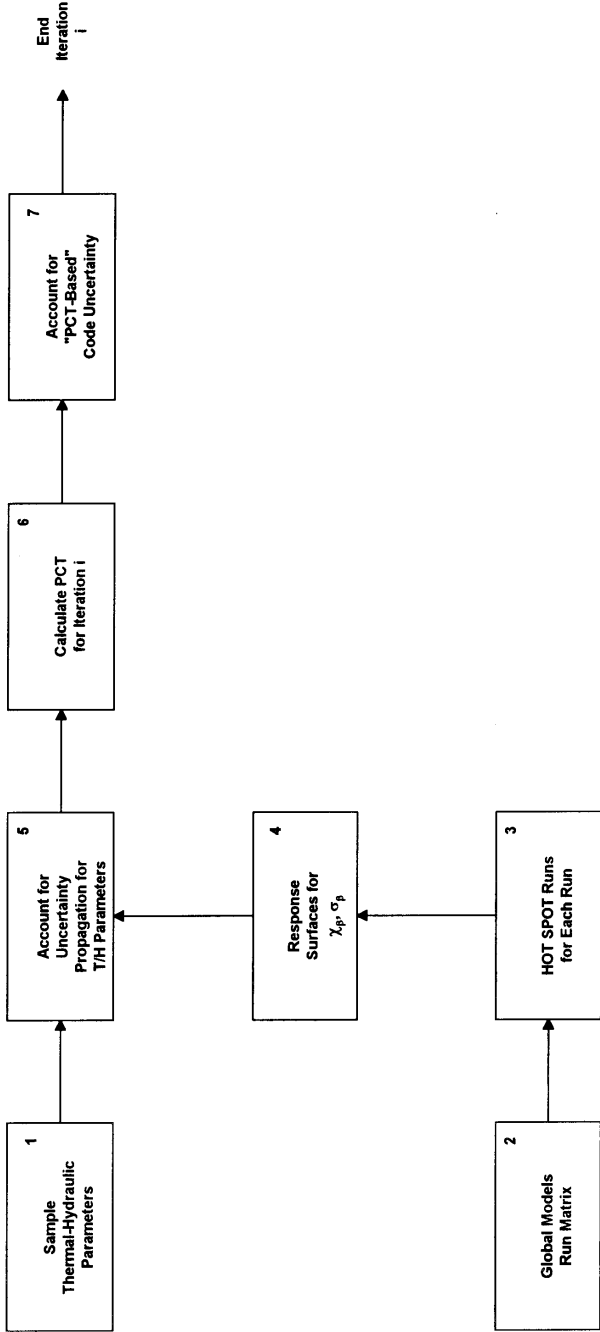 1
Sample
Thermal-Hydraulic
Parameters
5
Account for
Uncertainty
Propagation for
T/H Parameters
6
Calculate PCT
for Iteration i
7
Account for
"PCT-Based"
Code Uncertainty
End
Iteration
i
4
Response
Surfaces for
χβ, σβ
2
Global Models
Run Matrix
3
HOT SPOT Runs
for Each Run